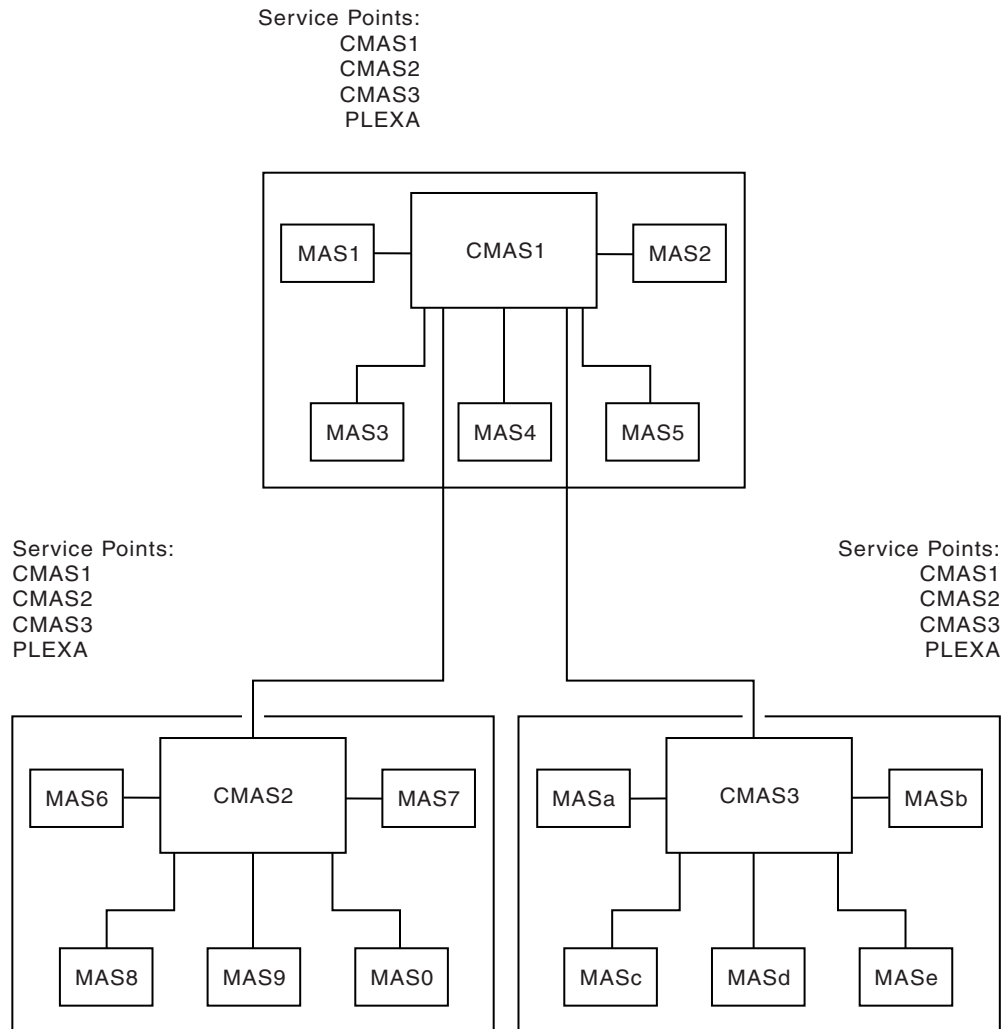 Service Points:
CMAS1
CMAS2
CMAS3
PLEXA
MAS1
CMAS1
MAS2
MAS3
MAS4
MAS5
Service Points:
CMAS1
CMAS2
CMAS3
PLEXA
Service Points:
CMAS1
CMAS2
CMAS3
PLEXA
MAS6
CMAS2
MAS7
MAS8
MAS9
MAS0
MASa
CMAS3
MASb
MASc
MASd
MASe